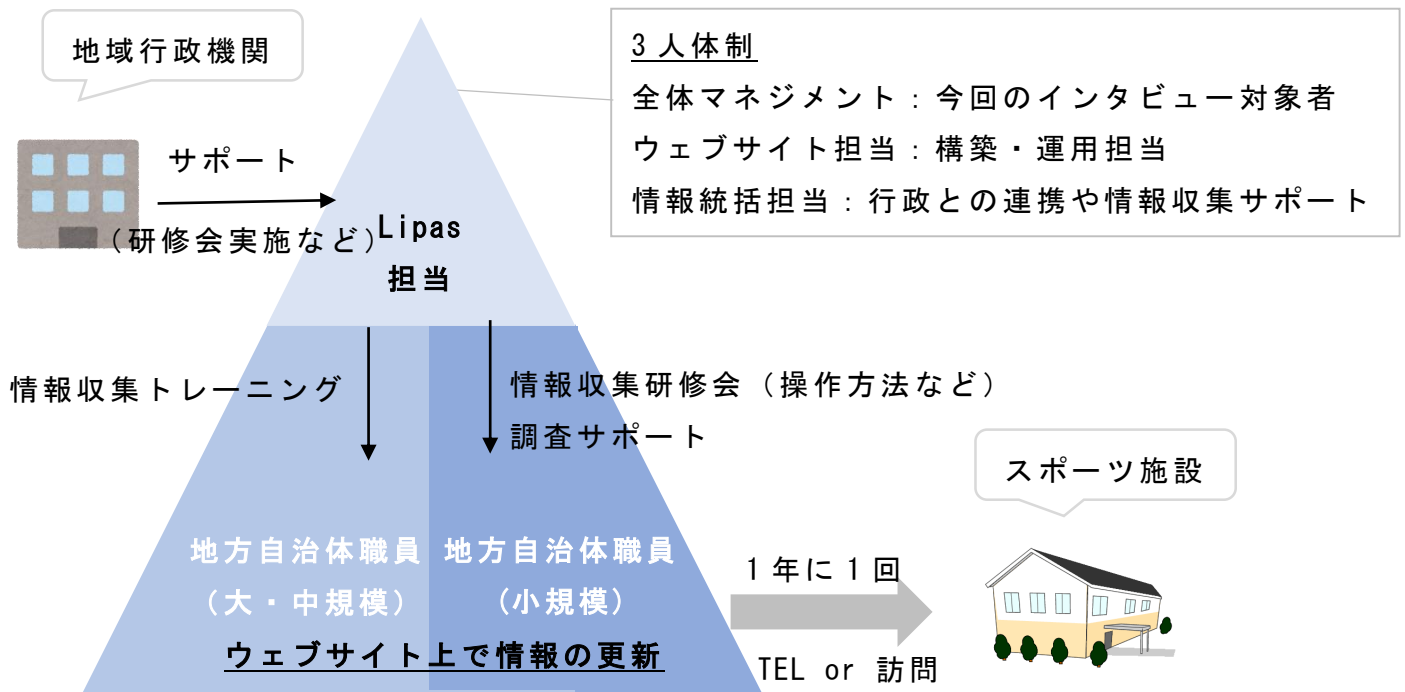 地域行政機関
3人体制
全体マネジメント：今回のインタビュー対象者
ウェブサイト担当：構築・運用担当
情報統括担当：行政との連携や情報収集サポート
サポート
（研修会実施など）
Lipas
担当
情報収集トレーニング
情報収集研修会（操作方法など）
調査サポート
スポーツ施設
地方自治体職員
（大・中規模）
地方自治体職員
（小規模）
ウェブサイト上で情報の更新
1年に1回
TEL or 訪問